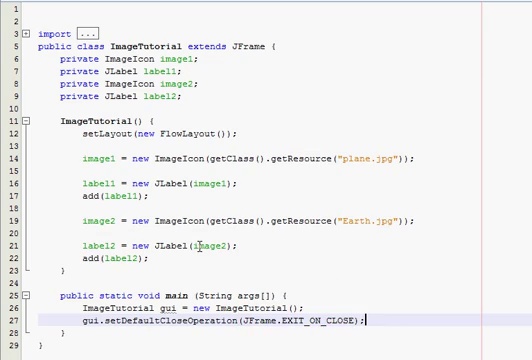 1
2
3 import ...
5 public class ImageTutorial extends JFrame {
6 private ImageIcon image1;
7 private JLabel label1;
8 private ImageIcon image2;
9 private JLabel label2;
10
11 ImageTutorial() {
12 setLayout(new FlowLayout());
13
14 image1 = new ImageIcon(getClass().getResource("plane.jpg"));
15
16 label1 = new JLabel(image1);
17 add(label1);
18
19 image2 = new ImageIcon(getClass().getResource("Earth.jpg"));
20
21 label2 = new JLabel(image2);
22 add(label2);
23 }
24
25 public static void main (String args[]) {
26 ImageTutorial gui = new ImageTutorial();
27 gui.setDefaultCloseOperation(JFrame.EXIT_ON_CLOSE);
28 }
29 }